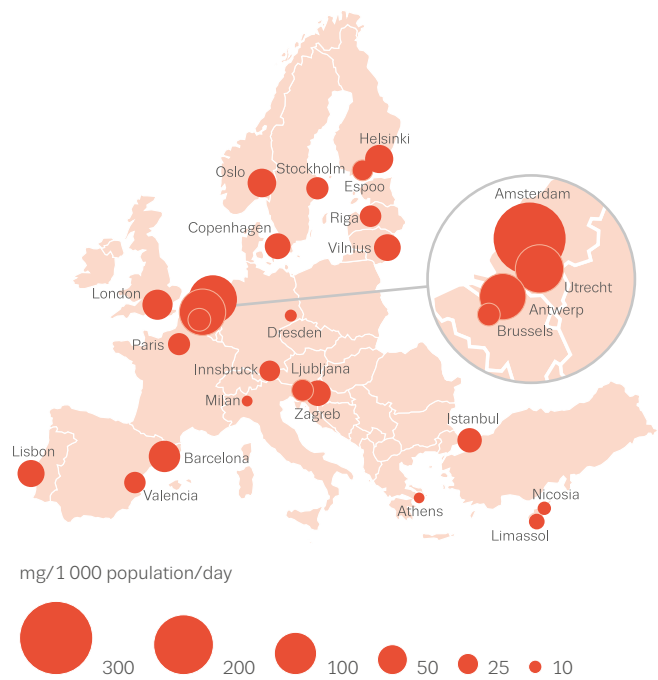 Helsinki
Oslo
Stockholm
Espoo
Amsterdam
Riga
Copenhagen
Vilnius
Utrecht
London
Antwerp
Brussels
Dresden
Paris
Innsbruck
Ljubljana
Milan
Zagreb
Istanbul
Lisbon
Barcelona
Valencia
Nicosia
Athens
Limassol
mg/1 000 population/day
300
200
100
50
25
10